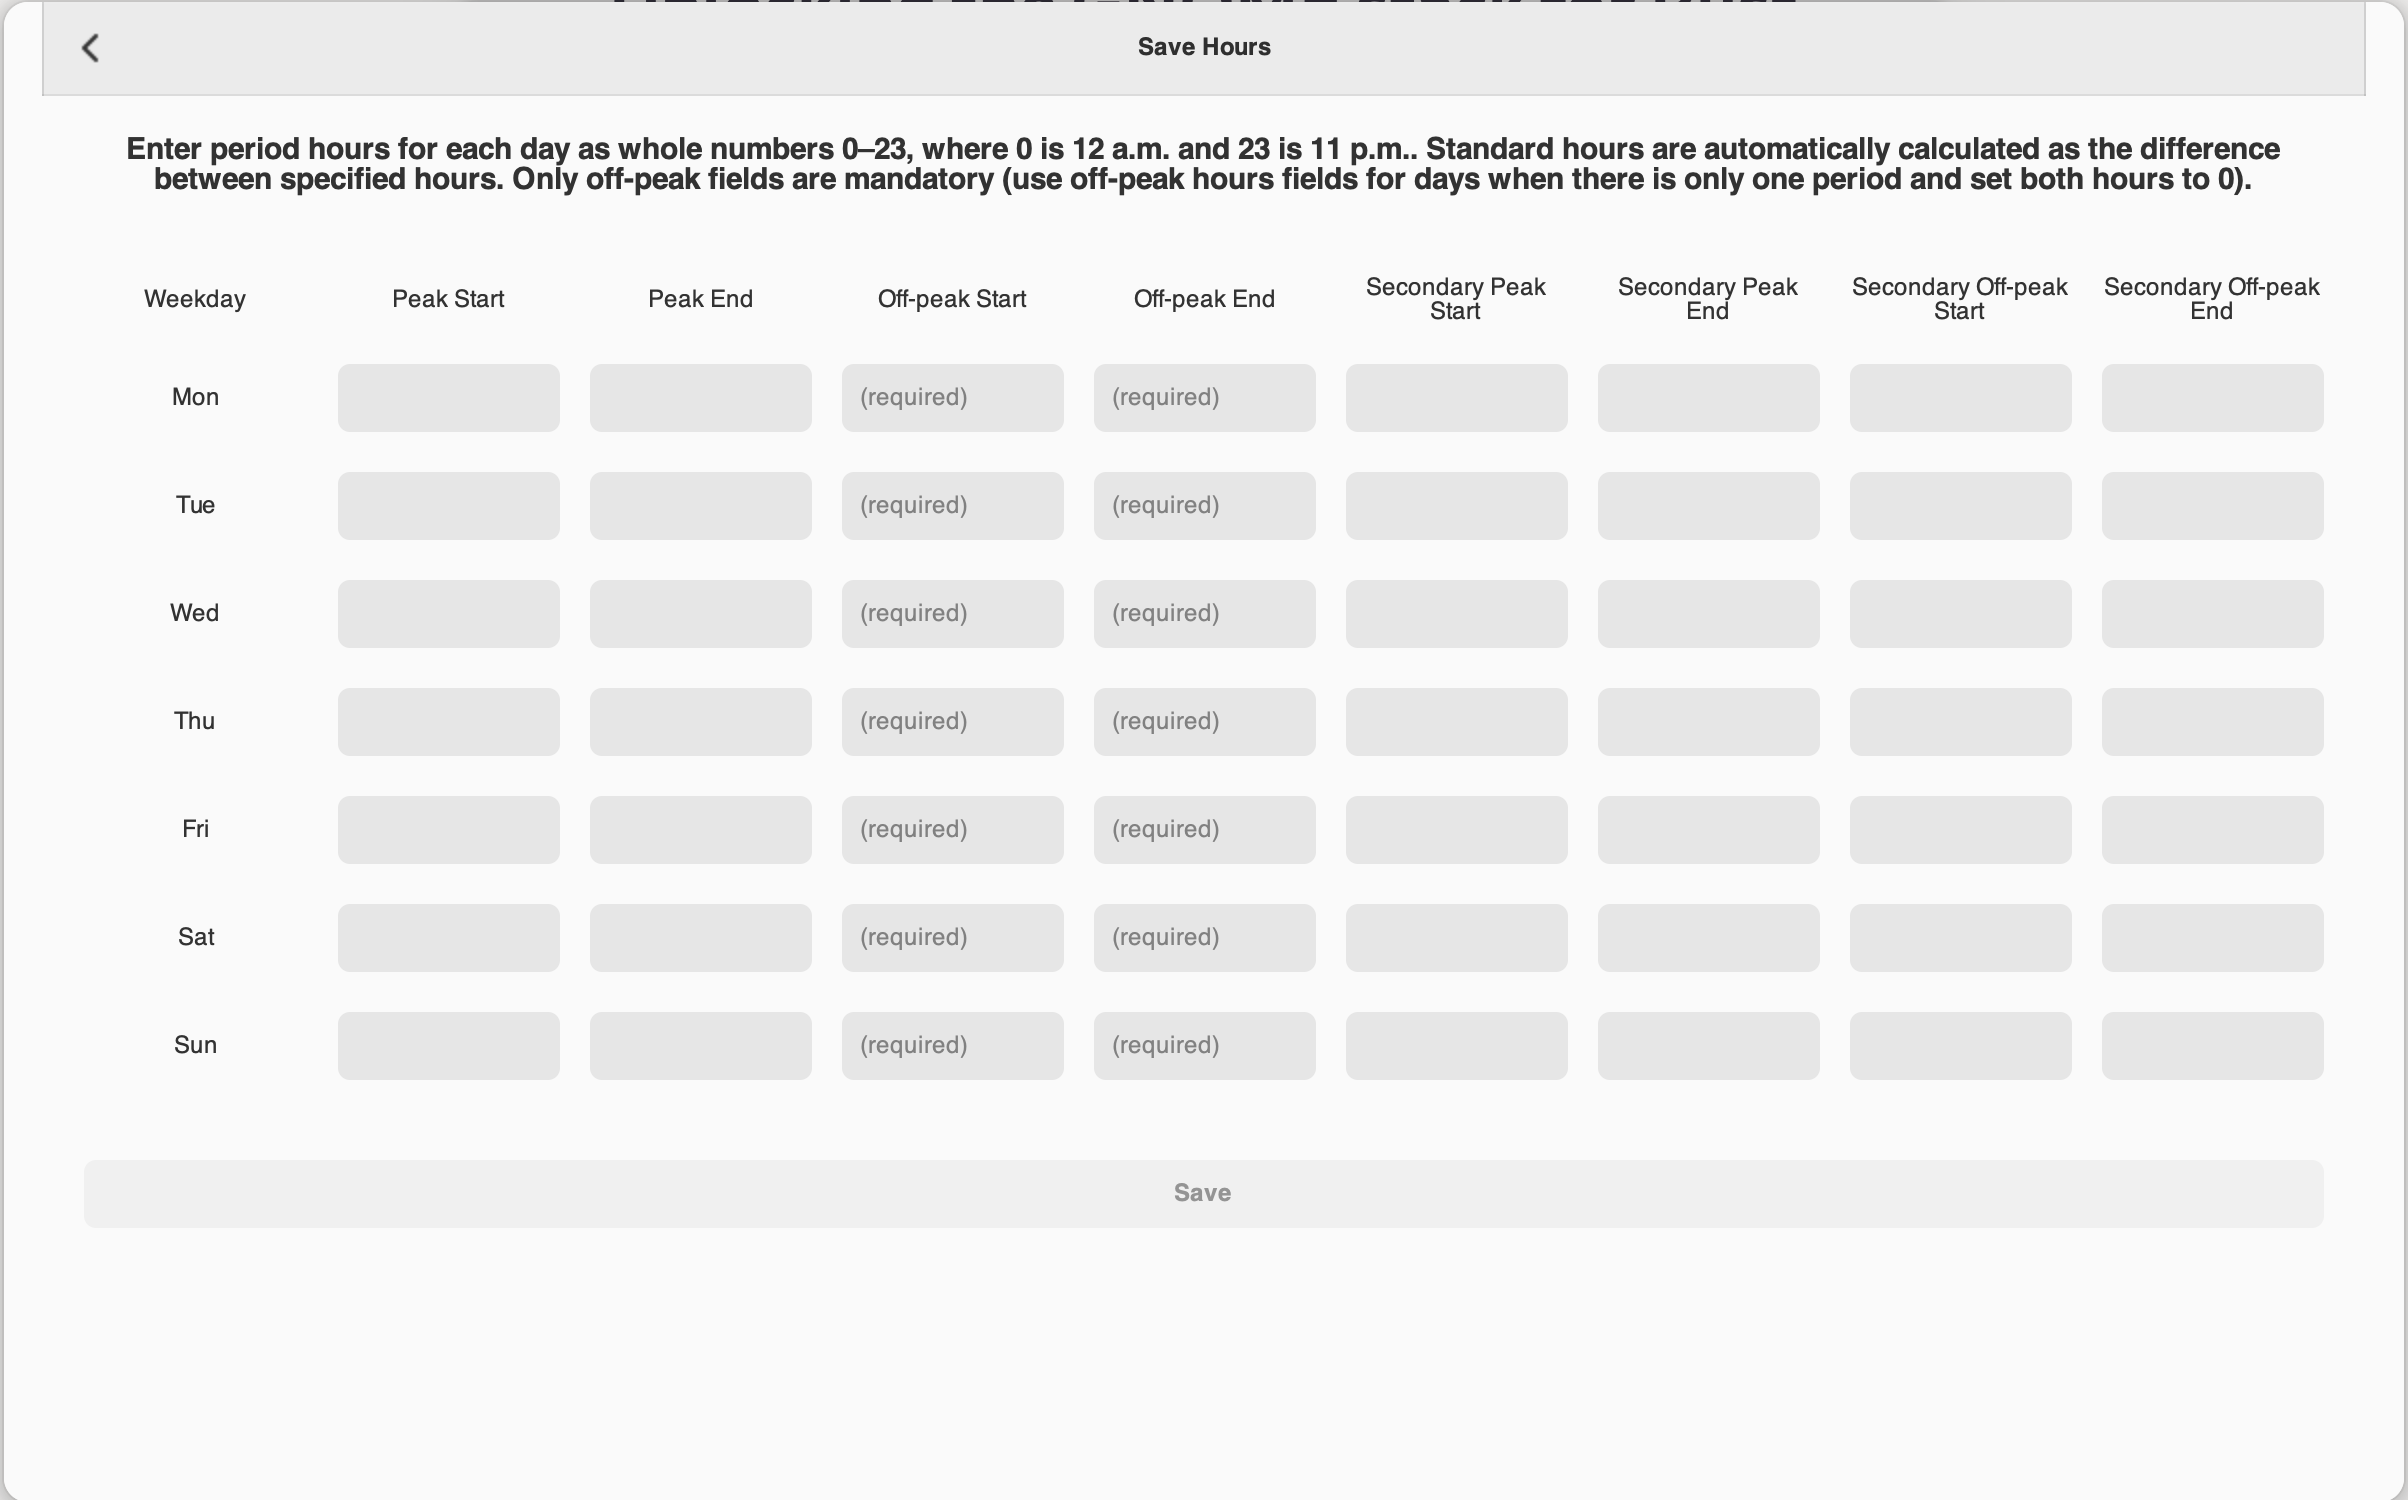 Save Hours
Enter period hours for each day as whole numbers 0–23, where 0 is 12 a.m. and 23 is 11 p.m.. Standard hours are automatically calculated as the difference
between specified hours. Only off-peak fields are mandatory (use off-peak hours fields for days when there is only one period and set both hours to 0).
Weekday Peak Start Peak End Off-peak Start Off-peak End Secondary Peak Start Secondary Peak End Secondary Off-peak Start Secondary Off-peak End
Mon (required) (required)
Tue (required) (required)
Wed (required) (required)
Thu (required) (required)
Fri (required) (required)
Sat (required) (required)
Sun (required) (required)
Save